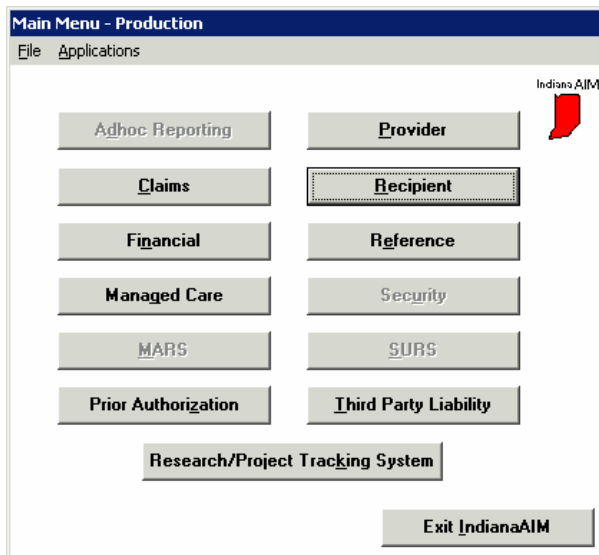 Main Menu - Production
File Applications
Indiana AIM
Adhoc Reporting Provider
Claims Recipient
Financial Reference
Managed Care Security
MARS SURS
Prior Authorization Third Party Liability
Research/Project Tracking System
Exit IndianaAIM